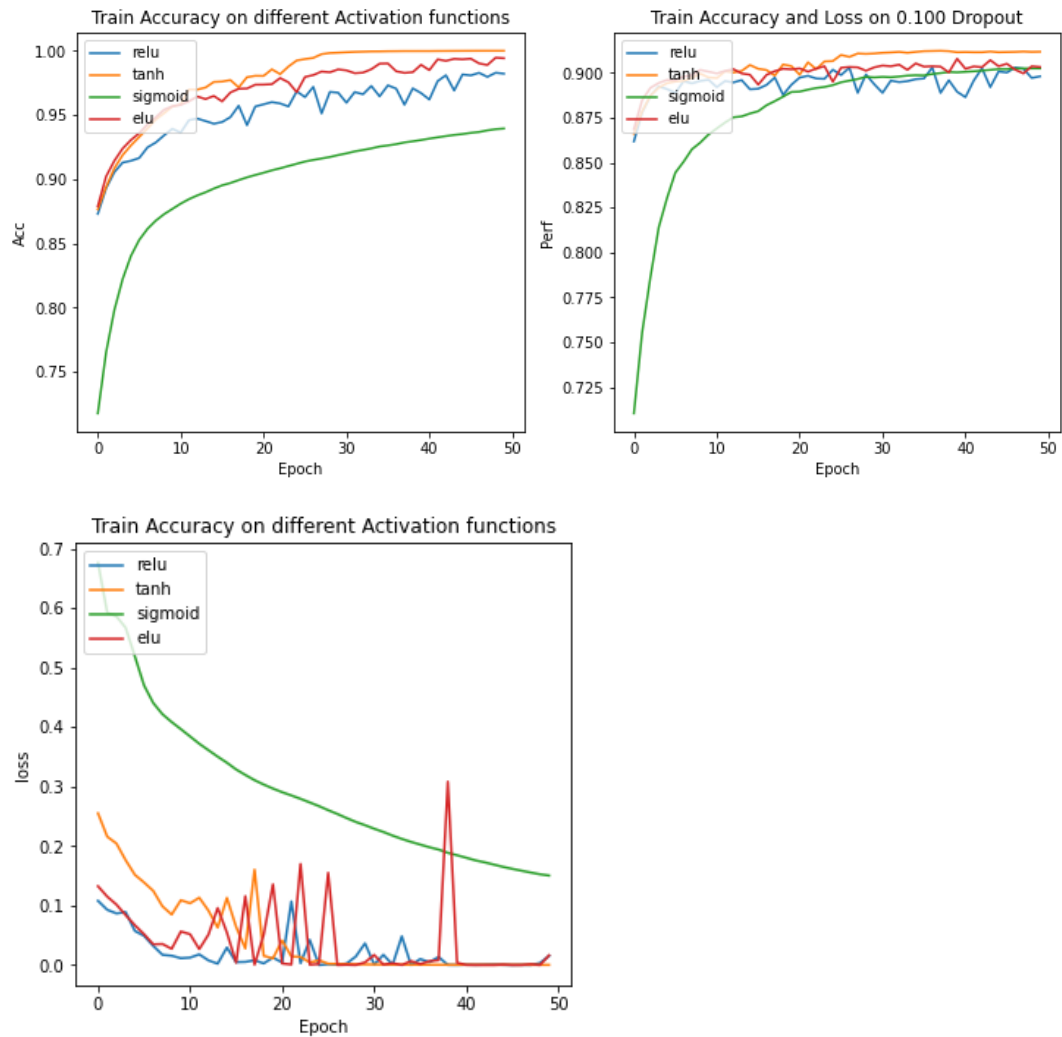 Train Accuracy on different Activation functions
relu
tanh
sigmoid
elu
1.00
0.95
0.90
0.85
0.80
0.75
Acc
0
10
20
30
40
50
Epoch
Train Accuracy and Loss on 0.100 Dropout
relu
tanh
sigmoid
elu
0.900
0.875
0.850
0.825
0.800
0.775
0.750
0.725
Perf
0
10
20
30
40
50
Epoch
Train Accuracy on different Activation functions
relu
tanh
sigmoid
elu
0.7
0.6
0.5
0.4
0.3
0.2
0.1
0.0
loss
0
10
20
30
40
50
Epoch